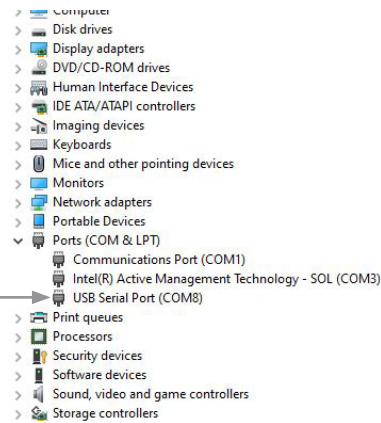 Computer
Disk drives
Display adapters
DVD/CD-ROM drives
Human Interface Devices
IDE ATA/ATAPI controllers
Imaging devices
Keyboards
Mice and other pointing devices
Monitors
Network adapters
Portable Devices
Ports (COM & LPT)
Communications Port (COM1)
Intel(R) Active Management Technology - SOL (COM3)
USB Serial Port (COM8)
Print queues
Processors
Security devices
Software devices
Sound, video and game controllers
Storage controllers